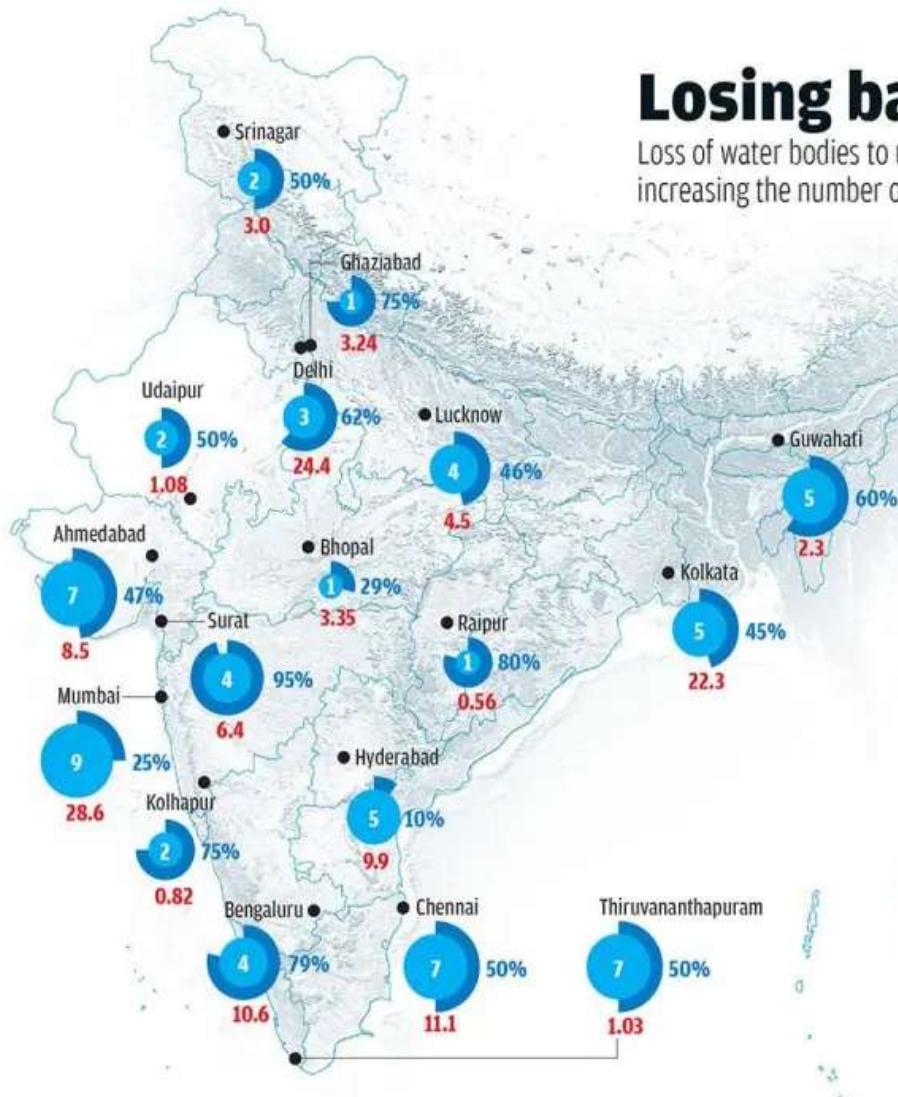 Losing ba
Loss of water bodies to u
increasing the number o
Srinagar
2 50%
3.0
Ghaziabad
1 75%
3.24
Delhi
3 62%
24.4
Udaipur
2 50%
1.08
Lucknow
4 46%
4.5
Guwahati
5 60%
2.3
Ahmedabad
7 47%
8.5
Bhopal
1 29%
3.35
Kolkata
5 45%
22.3
Surat
4 95%
6.4
Raipur
1 80%
0.56
Mumbai
9 25%
28.6
Hyderabad
5 10%
9.9
Kolhapur
2 75%
0.82
Bengaluru
4 79%
10.6
Chennai
7 50%
11.1
Thiruvananthapuram
7 50%
1.03